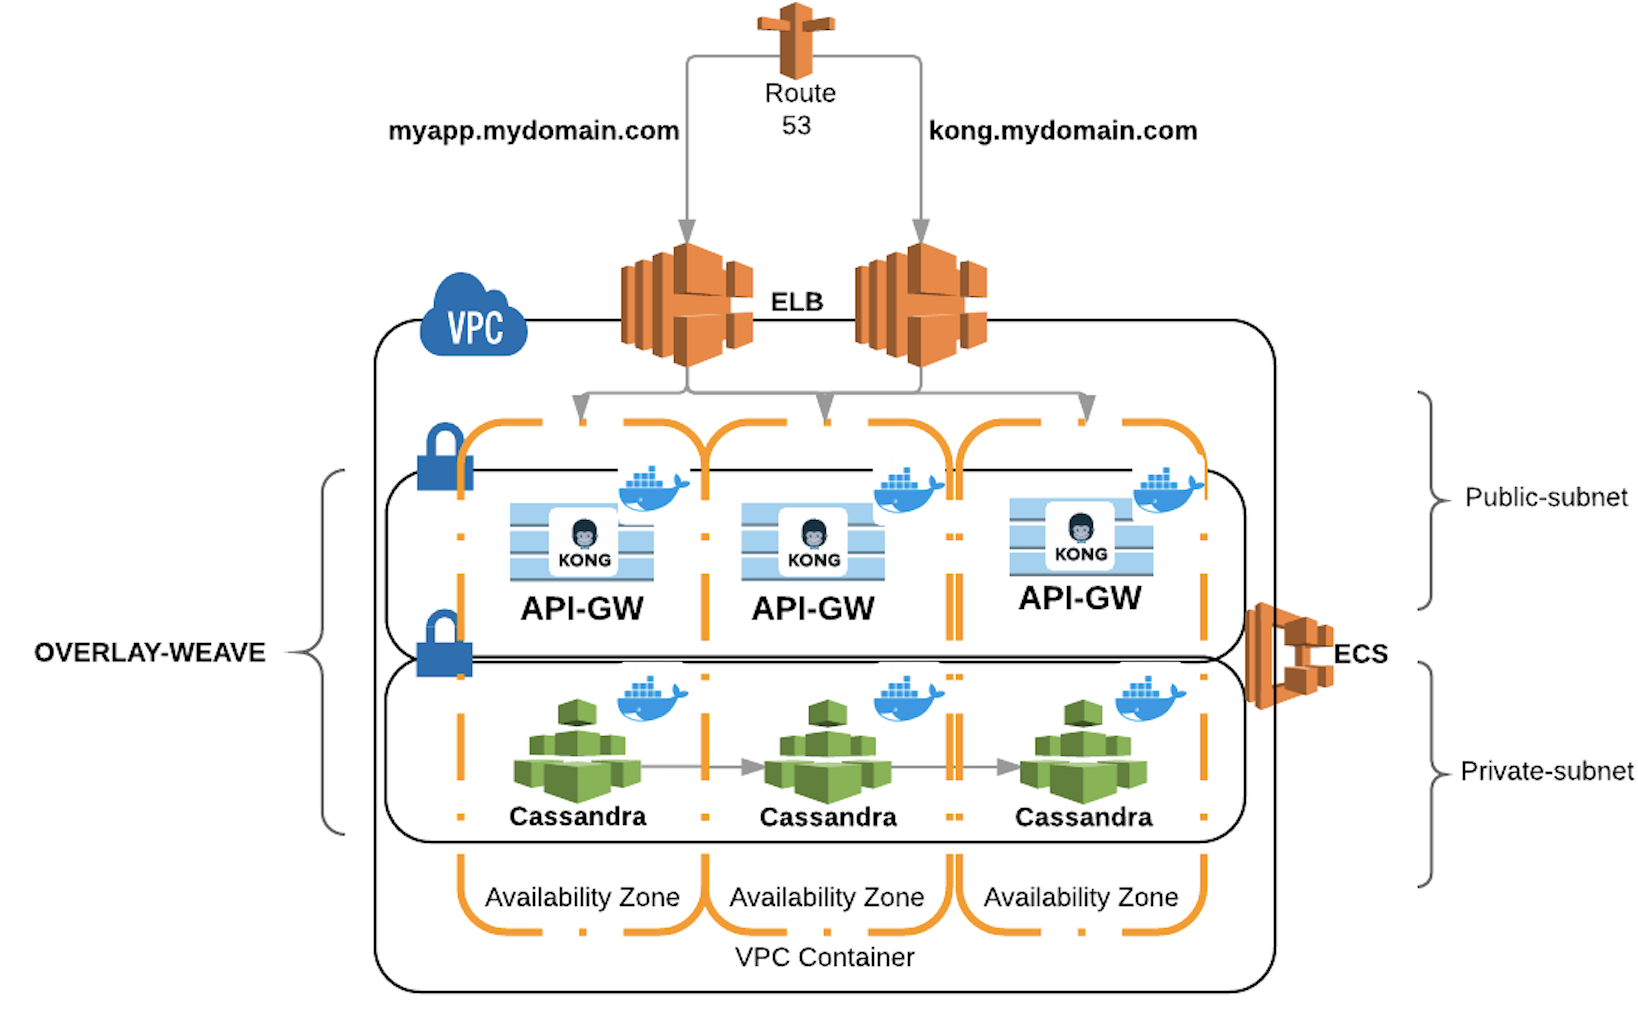 Route
53
myapp.mydomain.com
kong.mydomain.com
ELB
VPC
KONG
KONG
KONG
API-GW
API-GW
API-GW
Public-subnet
OVERLAY-WEAVE
ECS
Cassandra
Cassandra
Cassandra
Private-subnet
Availability Zone
Availability Zone
Availability Zone
VPC Container